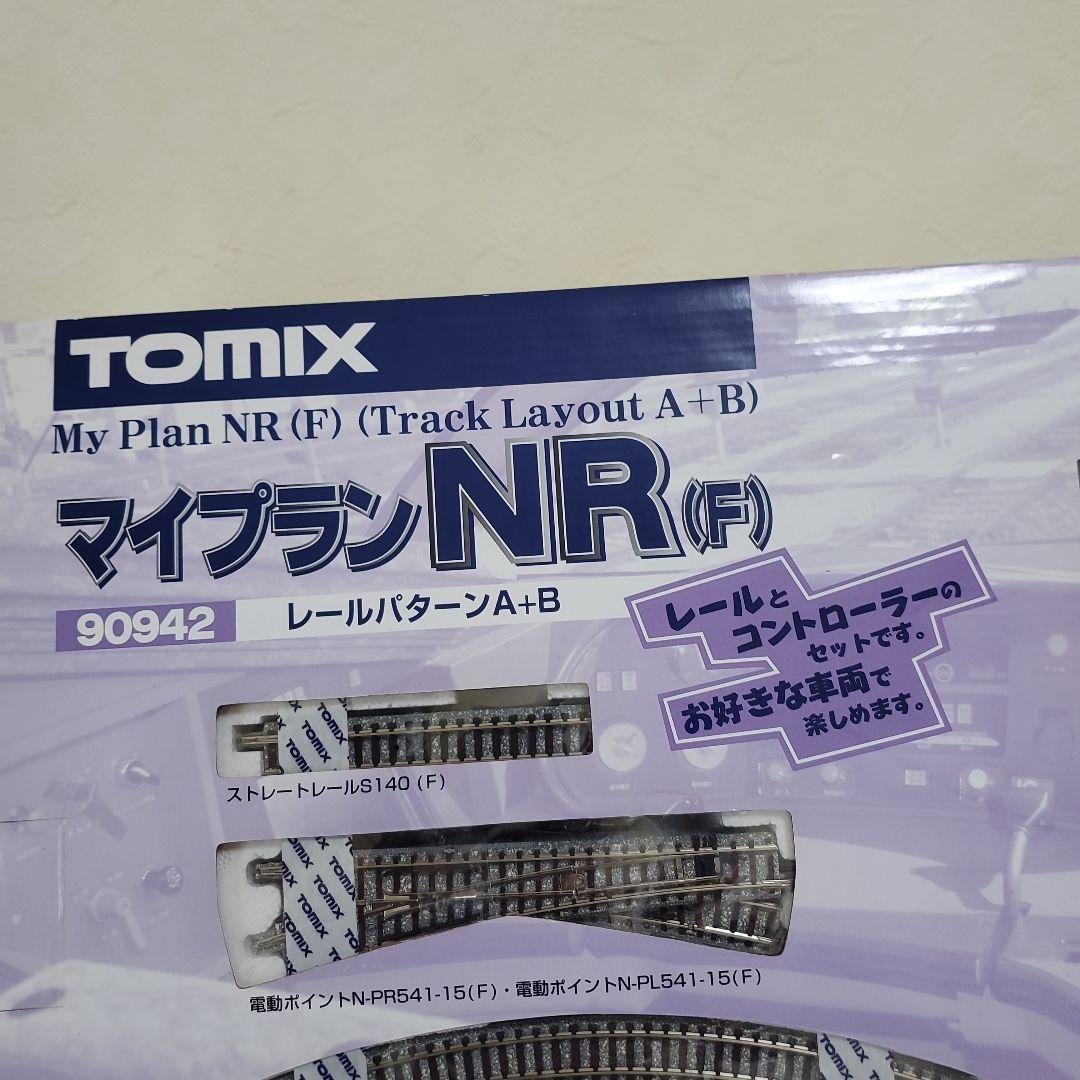 TOMIX
My Plan NR (F) (Track Layout A+B)
マイプランNR(F)
90942
レールパターンA+B
レールと
コントローラーの
セットです。
お好きな車両で
楽しめます。
TOMIX
TOMIX
ストレートレールS140 (F)
TOMIX
TOMIX
電動ポイントN-PR541-15(F)・電動ポイントN-PL541-15(F)
TOMIX